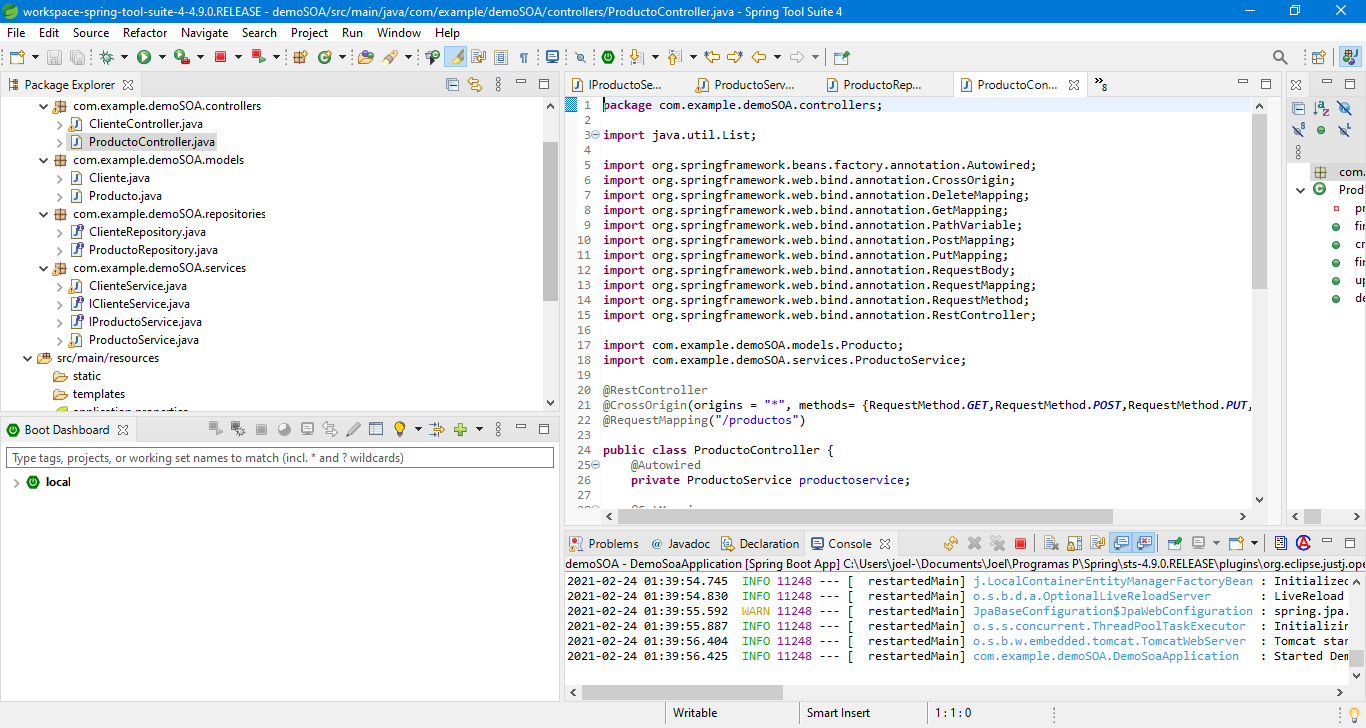 workspace-spring-tool-suite-4-4.9.0.RELEASE - demoSOA/src/main/java/com/example/demoSOA/controllers/ProductoController.java - Spring Tool Suite 4
File Edit Source Refactor Navigate Search Project Run Window Help
Package Explorer
com.example.demoSOA.controllers
ClienteController.java
ProductoController.java
com.example.demoSOA.models
Cliente.java
Producto.java
com.example.demoSOA.repositories
ClienteRepository.java
ProductoRepository.java
com.example.demoSOA.services
ClienteService.java
IClienteService.java
IProductoService.java
ProductoService.java
src/main/resources
static
templates
Boot Dashboard
Type tags, projects, or working set names to match (incl. * and ? wildcards)
local
IProductoSe... ProductoServ... ProductoRep... ProductoCon... »8
1 package com.example.demoSOA.controllers;
2
3 import java.util.List;
4
5 import org.springframework.beans.factory.annotation.Autowired;
6 import org.springframework.web.bind.annotation.CrossOrigin;
7 import org.springframework.web.bind.annotation.DeleteMapping;
8 import org.springframework.web.bind.annotation.GetMapping;
9 import org.springframework.web.bind.annotation.PathVariable;
10 import org.springframework.web.bind.annotation.PostMapping;
11 import org.springframework.web.bind.annotation.PutMapping;
12 import org.springframework.web.bind.annotation.RequestBody;
13 import org.springframework.web.bind.annotation.RequestMapping;
14 import org.springframework.web.bind.annotation.RequestMethod;
15 import org.springframework.web.bind.annotation.RestController;
16
17 import com.example.demoSOA.models.Producto;
18 import com.example.demoSOA.services.ProductoService;
19
20 @RestController
21 @CrossOrigin(origins = "*", methods= {RequestMethod.GET,RequestMethod.POST,RequestMethod.PUT,
22 @RequestMapping("/productos")
23
24 public class ProductoController {
25 @Autowired
26 private ProductoService productoservice;
27
com.
Prod
pr
fir
cr
fir
up
de
Problems @ Javadoc Declaration Console
demoSOA - DemoSoaApplication [Spring Boot App] C:\Users\joel-\Documents\Joel\Programas P\Spring\sts-4.9.0.RELEASE\plugins\org.eclipse.justj.ope
2021-02-24 01:39:54.745 INFO 11248 --- [ restartedMain] j.LocalContainerEntityManagerFactoryBean : Initialized
2021-02-24 01:39:54.830 INFO 11248 --- [ restartedMain] o.s.b.d.a.OptionalLiveReloadServer : LiveReload
2021-02-24 01:39:55.592 WARN 11248 --- [ restartedMain] JpaBaseConfiguration$JpaWebConfiguration : spring.jpa.
2021-02-24 01:39:55.887 INFO 11248 --- [ restartedMain] o.s.s.concurrent.ThreadPoolTaskExecutor : Initializin
2021-02-24 01:39:56.404 INFO 11248 --- [ restartedMain] o.s.b.w.embedded.tomcat.TomcatWebServer : Tomcat star
2021-02-24 01:39:56.425 INFO 11248 --- [ restartedMain] com.example.demoSOA.DemoSoaApplication : Started Dem
Writable Smart Insert 1 : 1 : 0